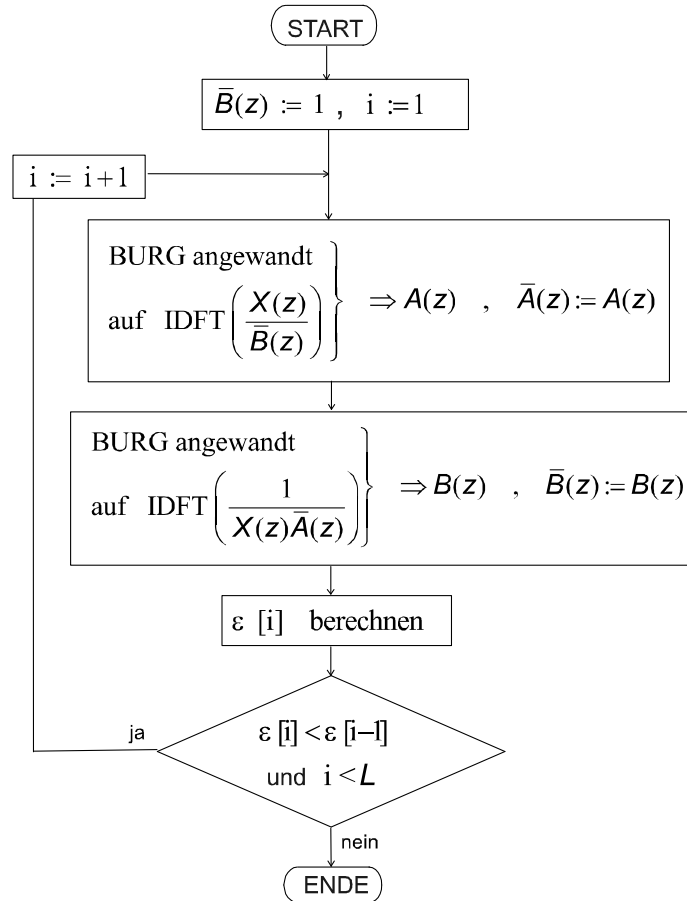 START
B̅(z) := 1 , i := 1
i := i+1
BURG angewandt
auf IDFT(X(z)/B̅(z))} ⇒ A(z) , A̅(z) := A(z)
BURG angewandt
auf IDFT(1/(X(z)A̅(z)))} ⇒ B(z) , B̅(z) := B(z)
ε [i] berechnen
ja
ε [i] < ε [i−1]
und i < L
nein
ENDE